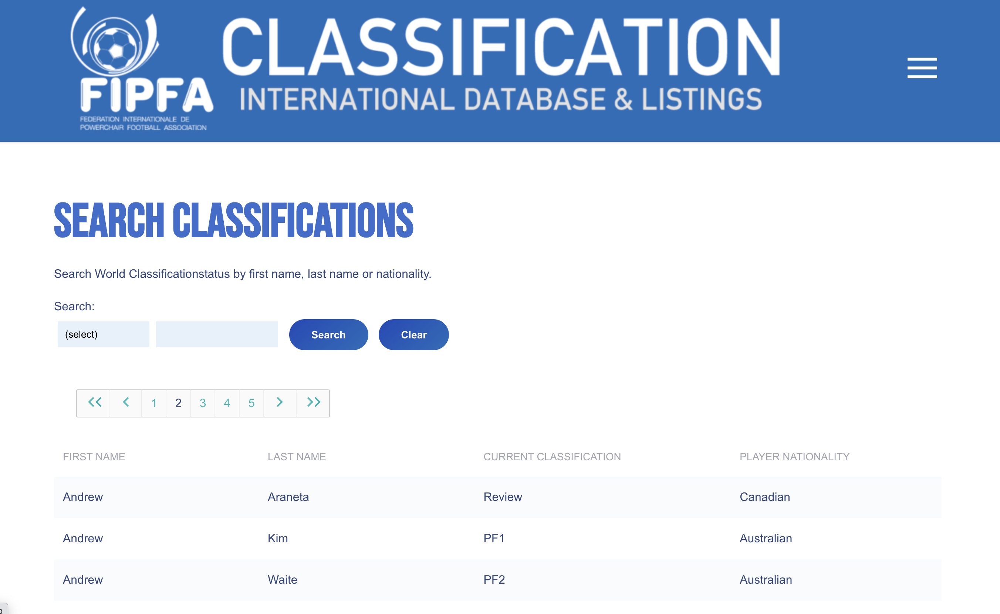 CLASSIFICATION
INTERNATIONAL DATABASE & LISTINGS
FIPFA
FEDERATION INTERNATIONALE DE
POWERCHAIR FOOTBALL ASSOCIATION
SEARCH CLASSIFICATIONS
Search World Classificationstatus by first name, last name or nationality.
Search:
(select) Search Clear
<< < 1 2 3 4 5 > >>
FIRST NAME LAST NAME CURRENT CLASSIFICATION PLAYER NATIONALITY
Andrew Araneta Review Canadian
Andrew Kim PF1 Australian
Andrew Waite PF2 Australian